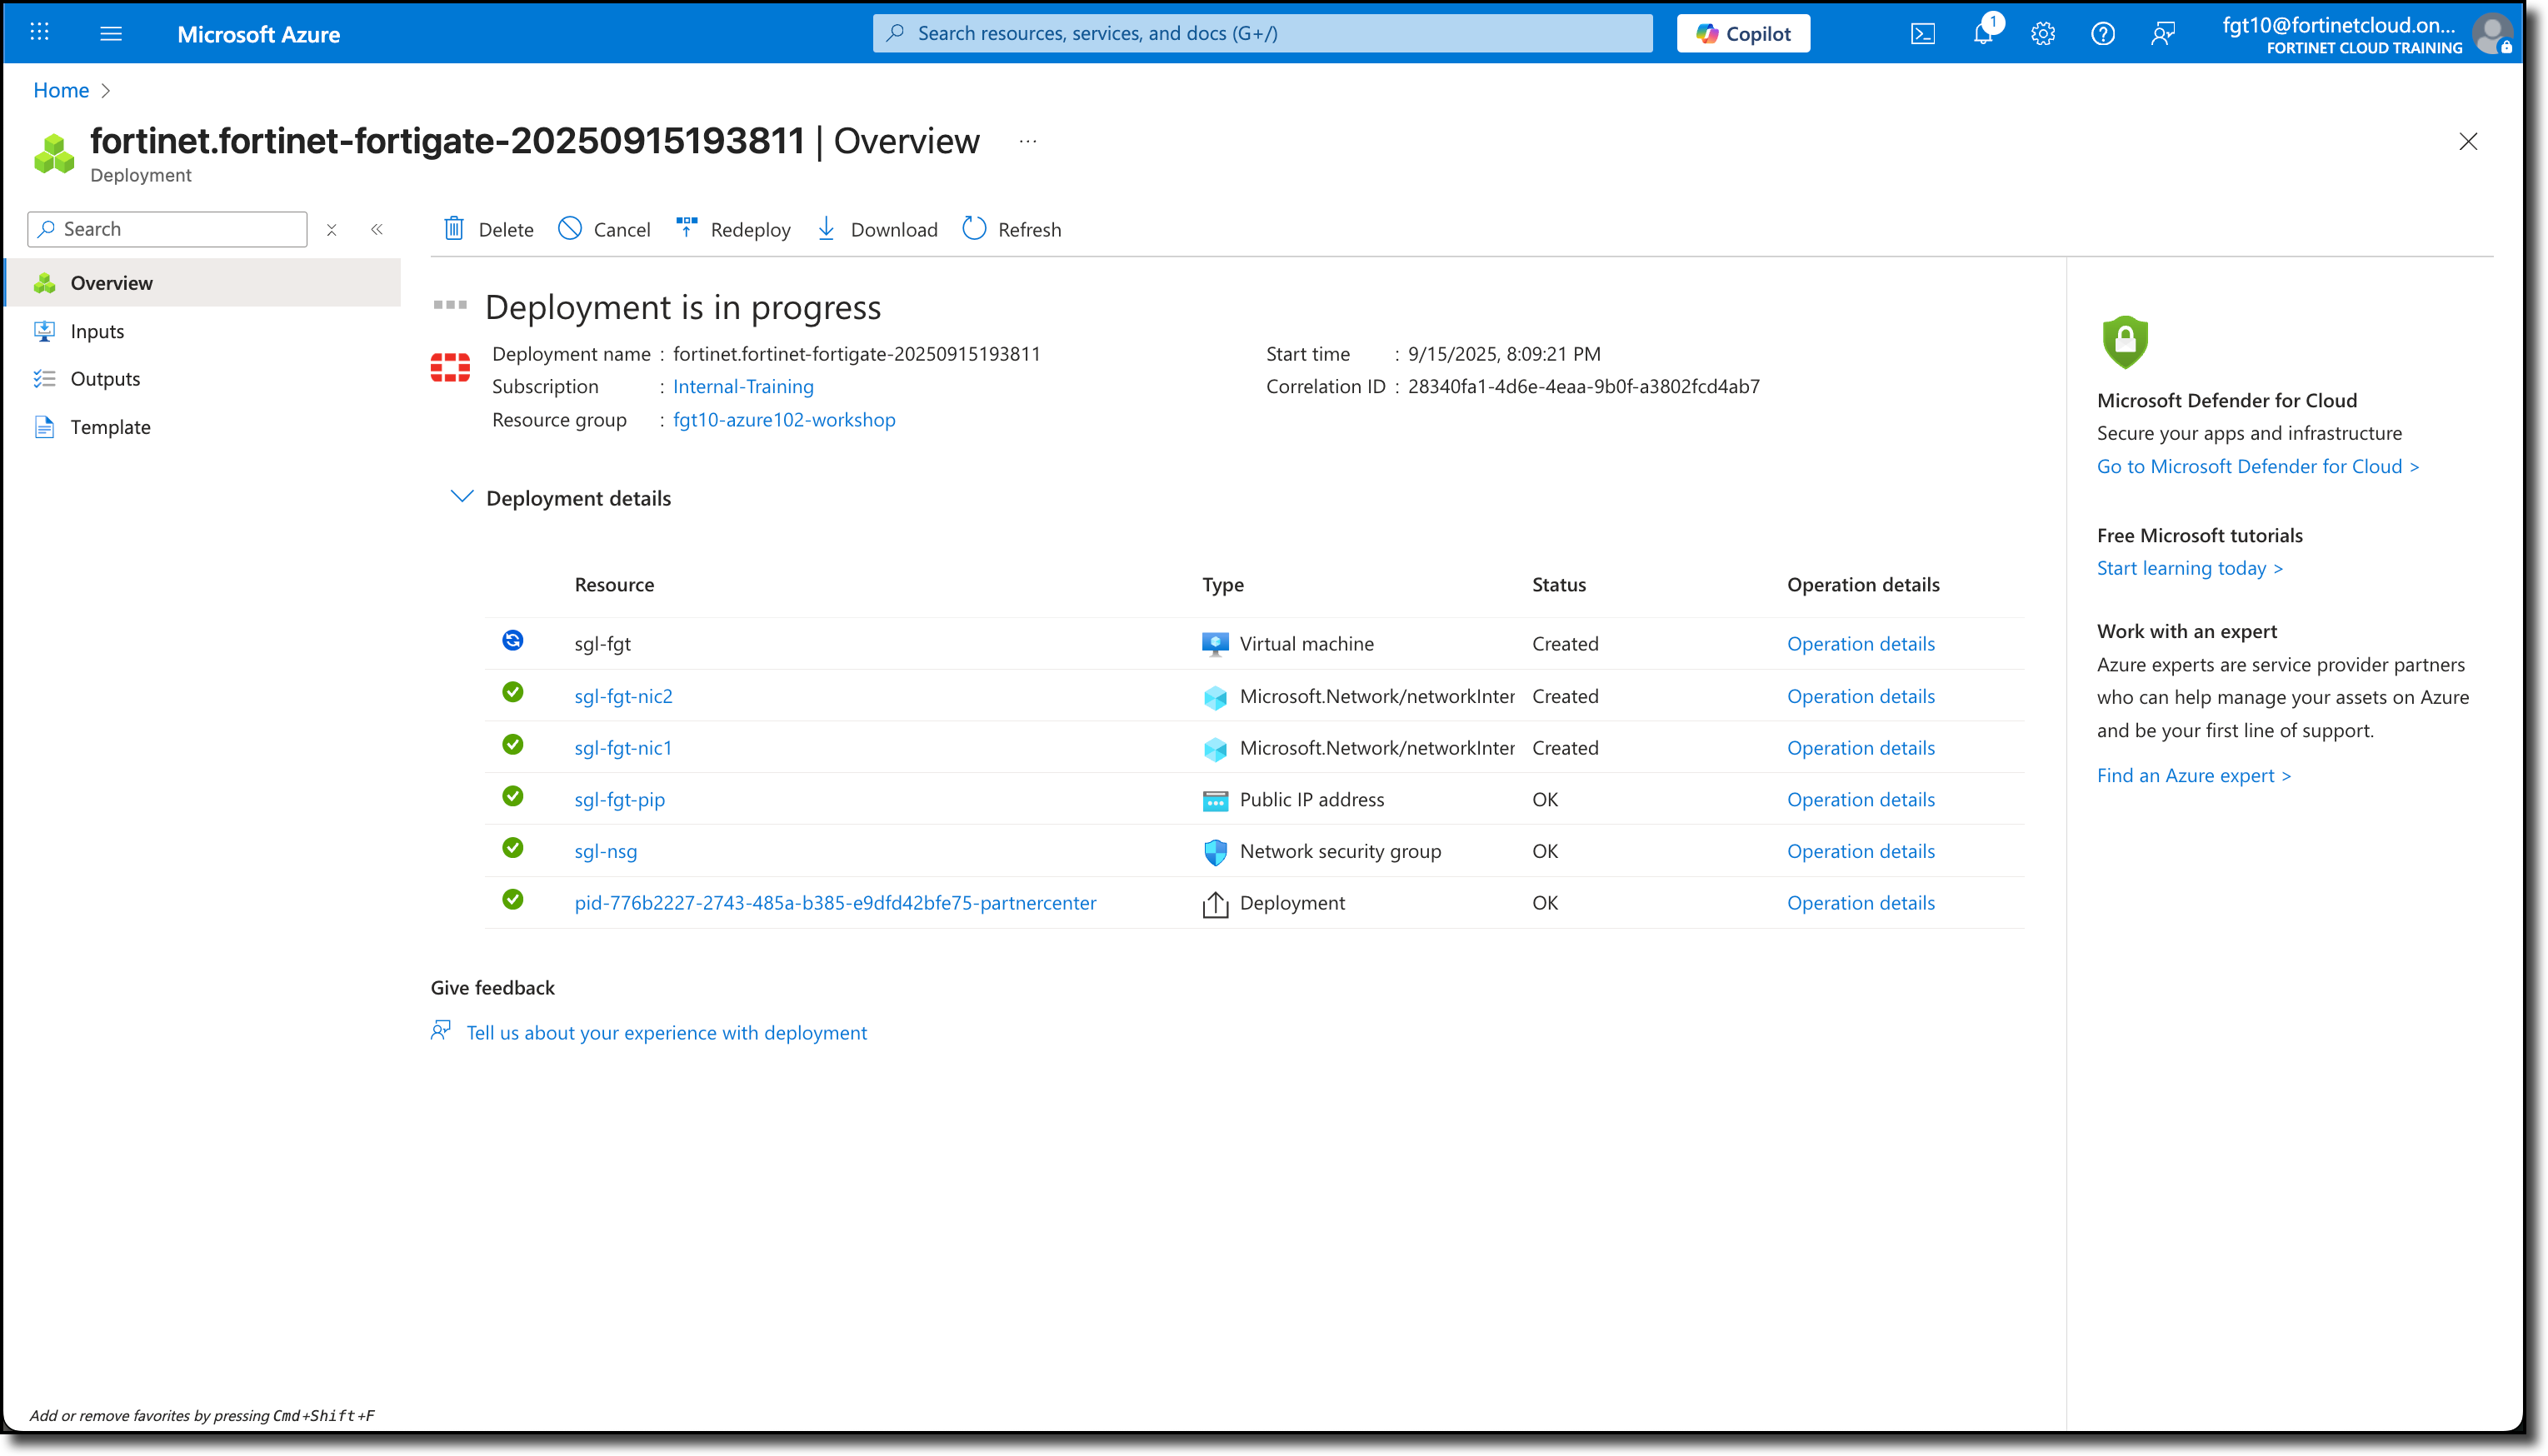 Microsoft Azure
Search resources, services, and docs (G+/)
Copilot
1
fgt10@fortinetcloud.on...
FORTINET CLOUD TRAINING
Home
fortinet.fortinet-fortigate-20250915193811 | Overview ...
Deployment
Search
Delete
Cancel
Redeploy
Download
Refresh
Overview
Inputs
Outputs
Template
Deployment is in progress
Deployment name : fortinet.fortinet-fortigate-20250915193811
Subscription : Internal-Training
Resource group : fgt10-azure102-workshop
Start time : 9/15/2025, 8:09:21 PM
Correlation ID : 28340fa1-4d6e-4eaa-9b0f-a3802fcd4ab7
Deployment details
Resource Type Status Operation details
sgl-fgt Virtual machine Created Operation details
sgl-fgt-nic2 Microsoft.Network/networkInter Created Operation details
sgl-fgt-nic1 Microsoft.Network/networkInter Created Operation details
sgl-fgt-pip Public IP address OK Operation details
sgl-nsg Network security group OK Operation details
pid-776b2227-2743-485a-b385-e9dfd42bfe75-partnercenter Deployment OK Operation details
Give feedback
Tell us about your experience with deployment
Microsoft Defender for Cloud
Secure your apps and infrastructure
Go to Microsoft Defender for Cloud >
Free Microsoft tutorials
Start learning today >
Work with an expert
Azure experts are service provider partners
who can help manage your assets on Azure
and be your first line of support.
Find an Azure expert >
Add or remove favorites by pressing Cmd+Shift+F